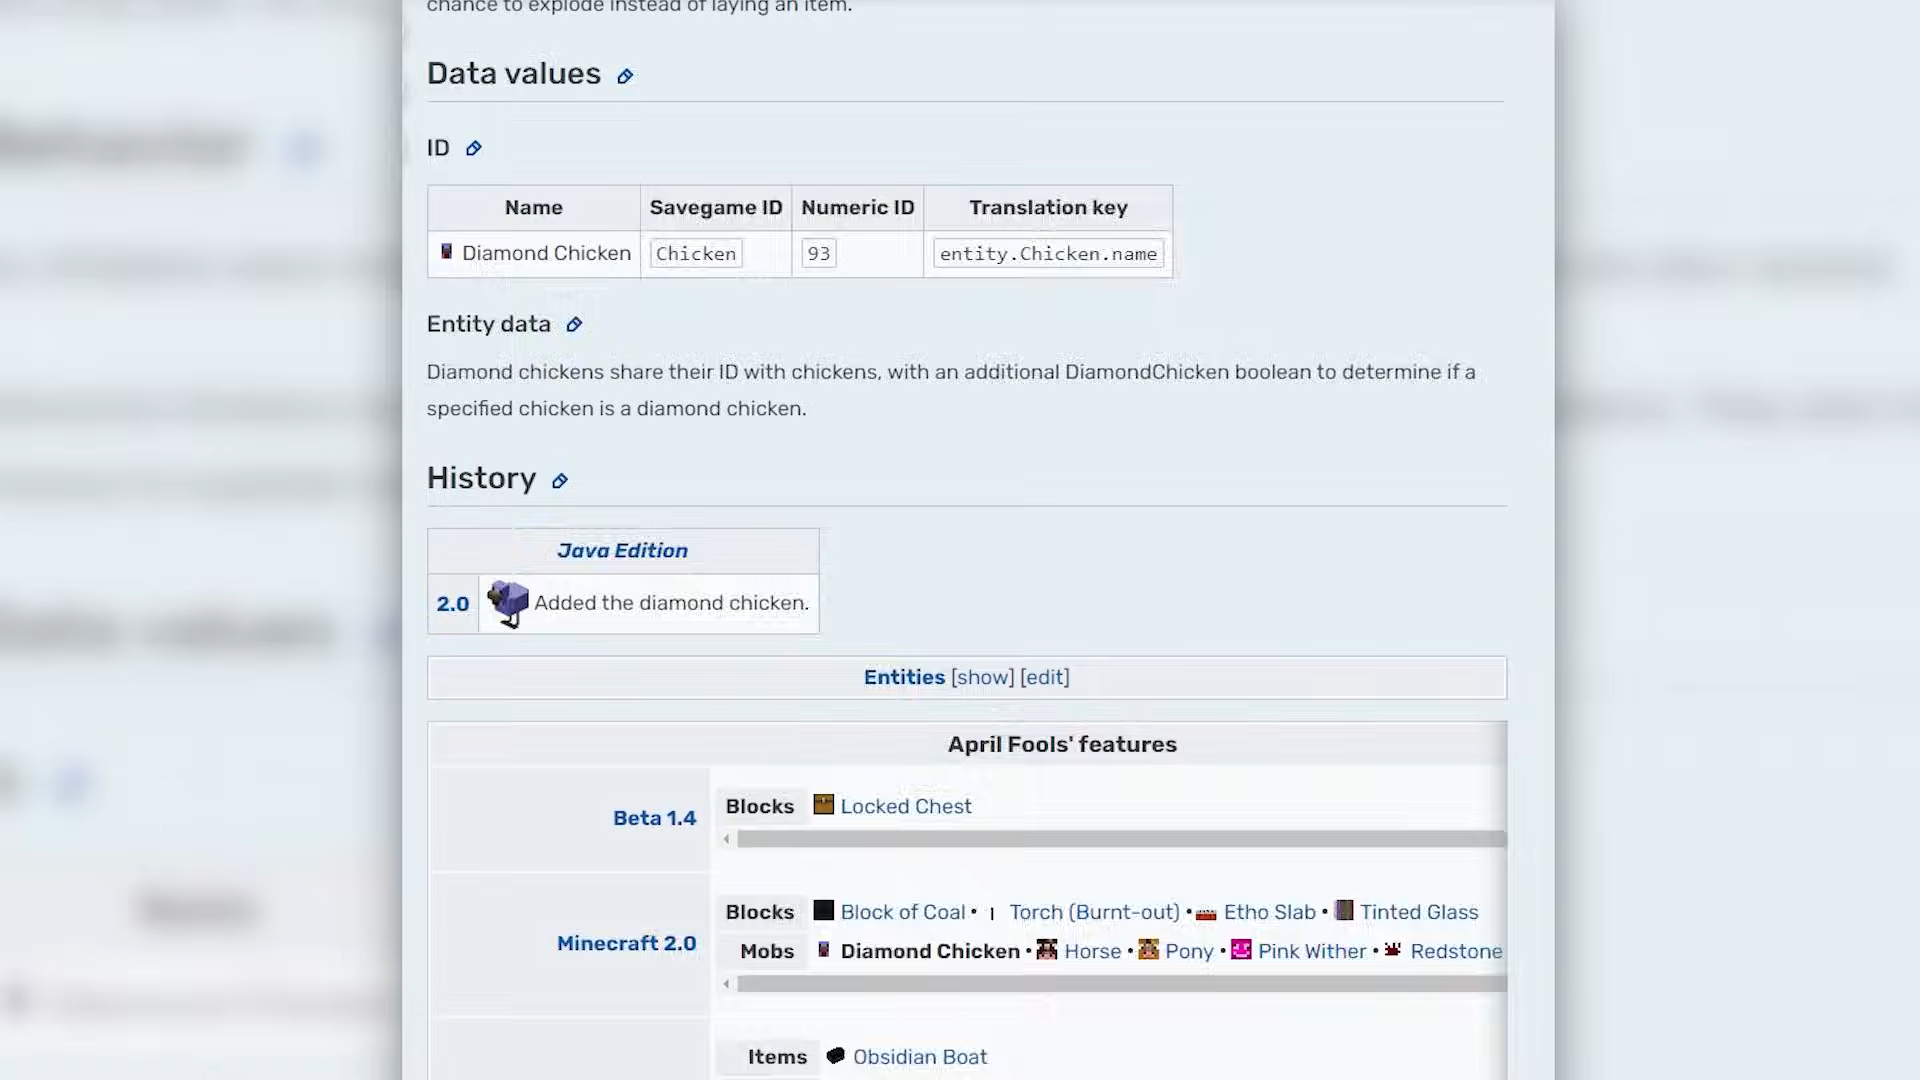 chance to explode instead of laying an item.
Data values
ID
Name Savegame ID Numeric ID Translation key
Diamond Chicken Chicken 93 entity.Chicken.name
Entity data
Diamond chickens share their ID with chickens, with an additional DiamondChicken boolean to determine if a
specified chicken is a diamond chicken.
History
Java Edition
2.0 Added the diamond chicken.
Entities [show] [edit]
April Fools' features
Beta 1.4
Blocks Locked Chest
Minecraft 2.0
Blocks Block of Coal • Torch (Burnt-out) • Etho Slab • Tinted Glass
Mobs Diamond Chicken • Horse • Pony • Pink Wither • Redstone
Items Obsidian Boat